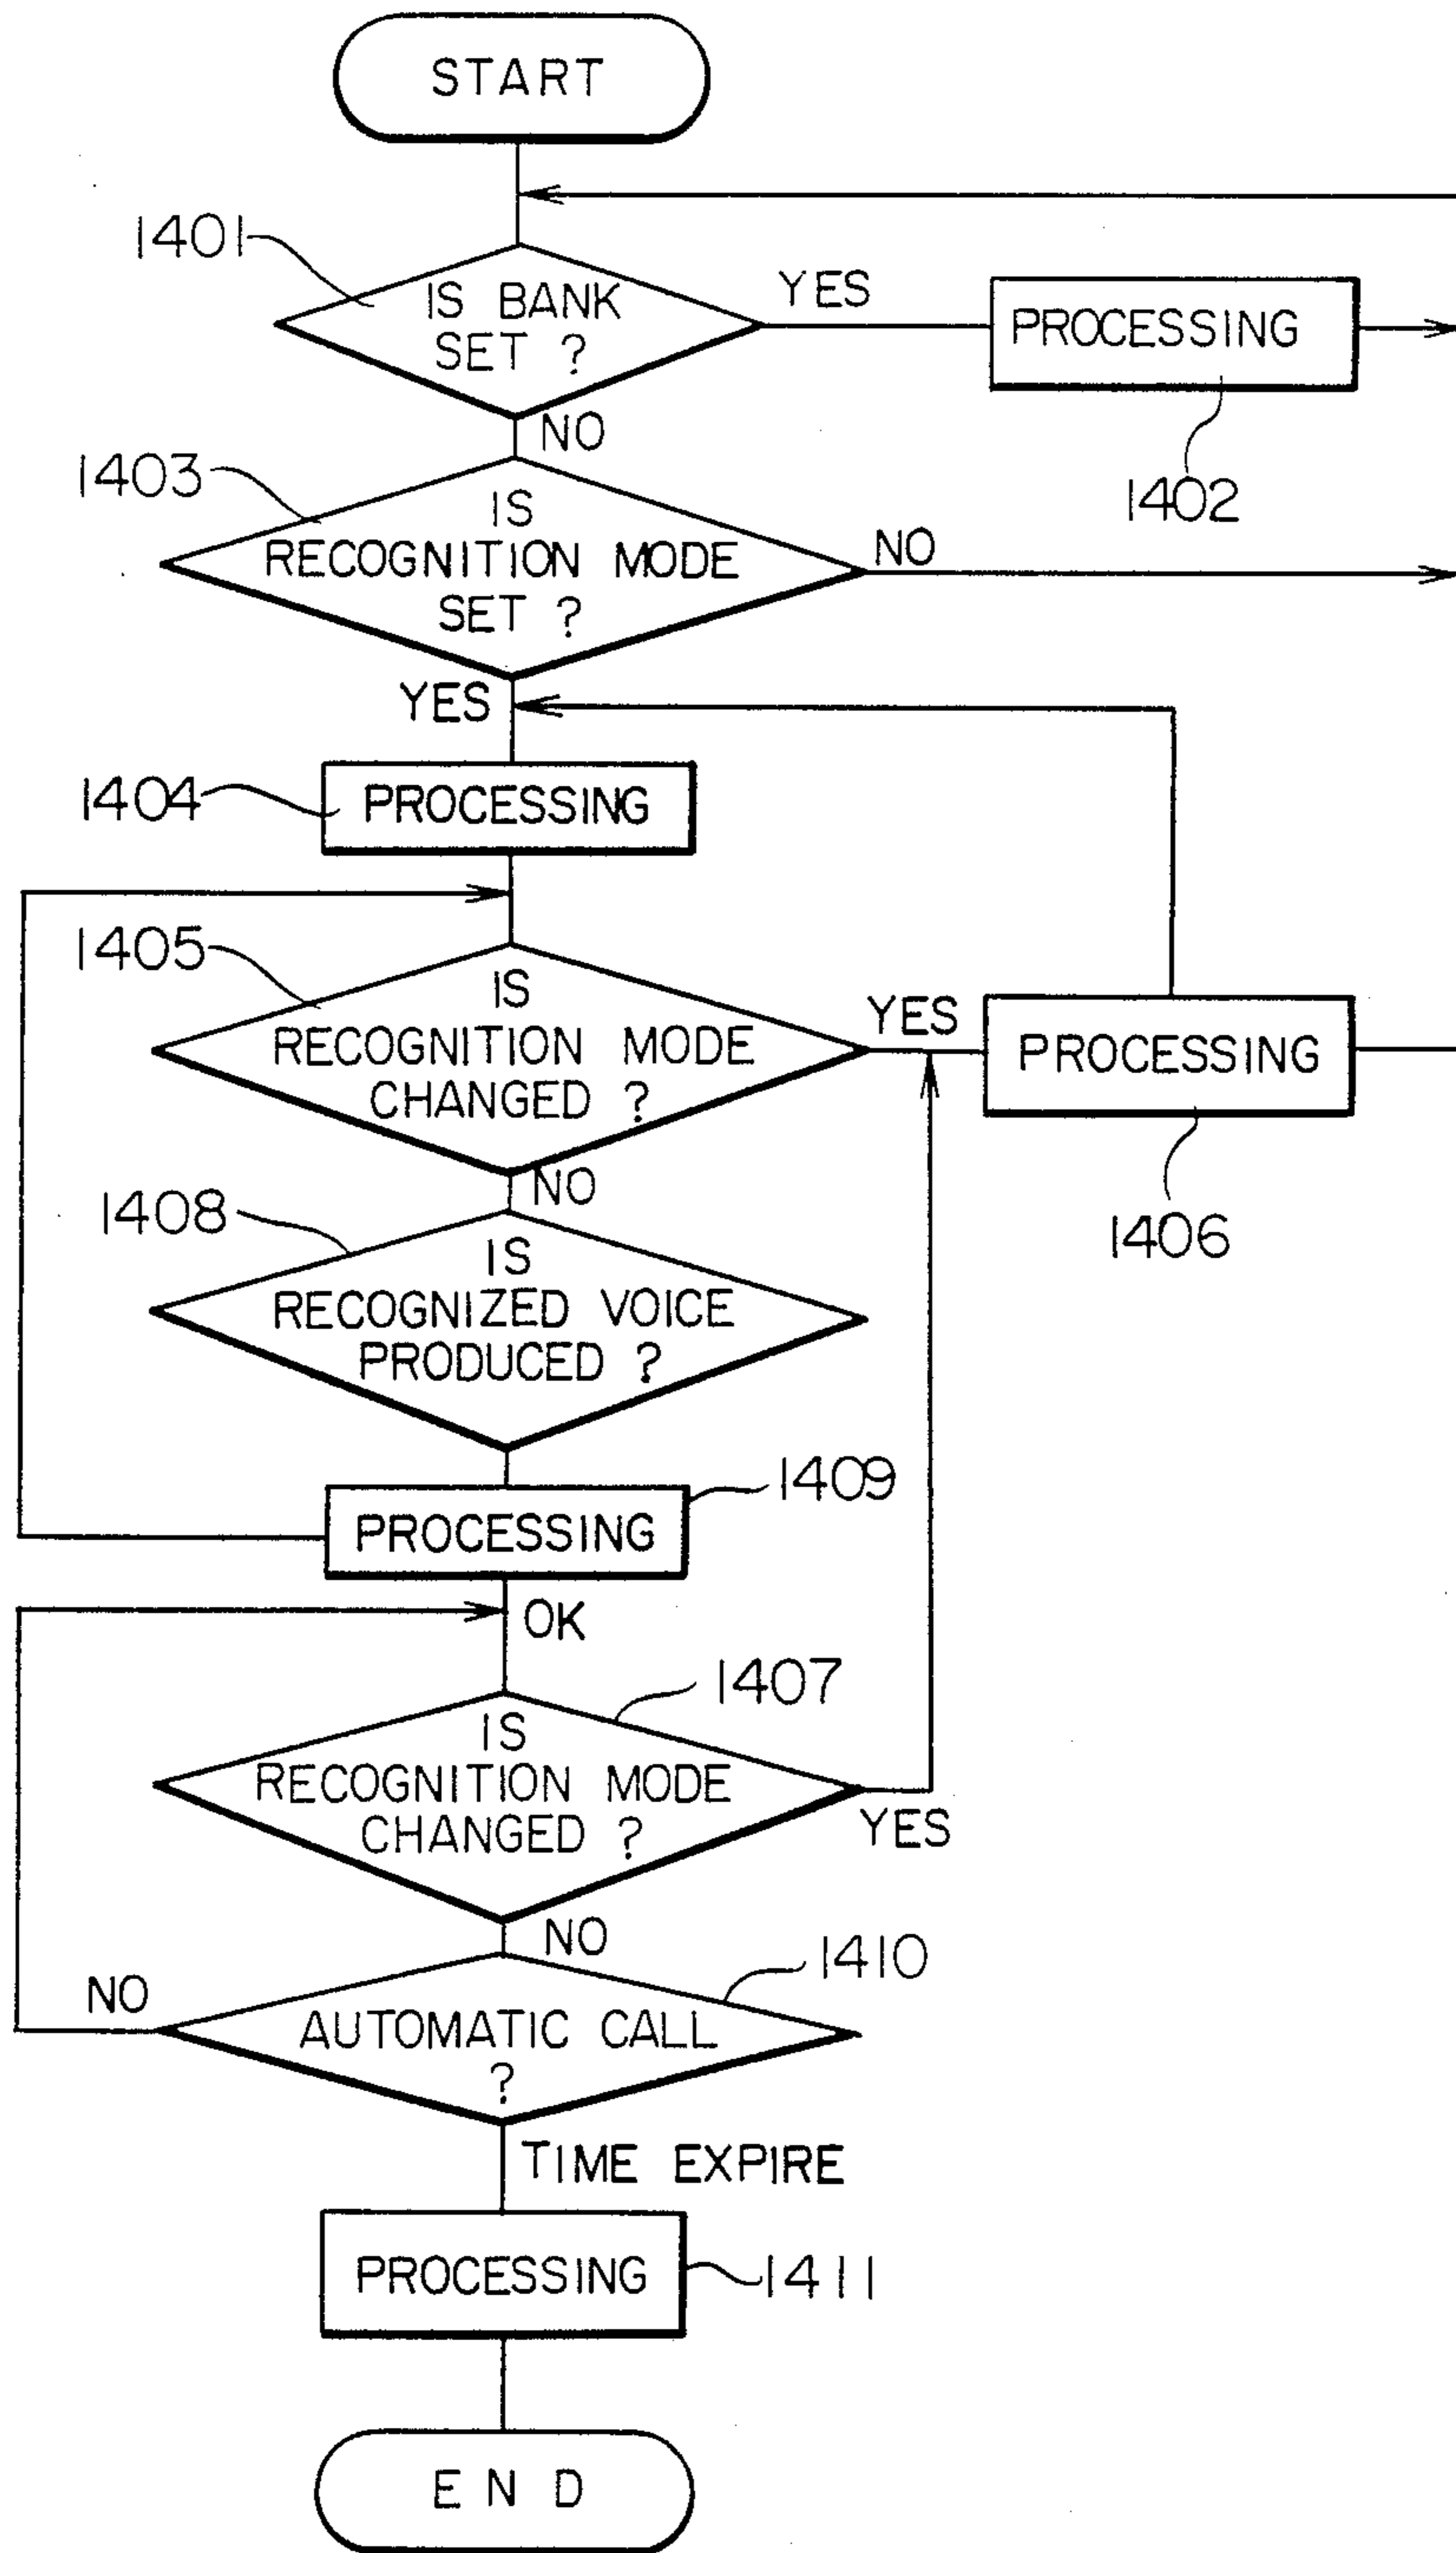 START
1401
IS BANK
SET ?
YES
PROCESSING
1402
NO
1403
IS
RECOGNITION MODE
SET ?
NO
YES
1404
PROCESSING
1405
IS
RECOGNITION MODE
CHANGED ?
YES
PROCESSING
1406
NO
1408
IS
RECOGNIZED VOICE
PRODUCED ?
1409
PROCESSING
OK
1407
IS
RECOGNITION MODE
CHANGED ?
YES
NO
1410
NO
AUTOMATIC CALL
?
TIME EXPIRE
PROCESSING
1411
END